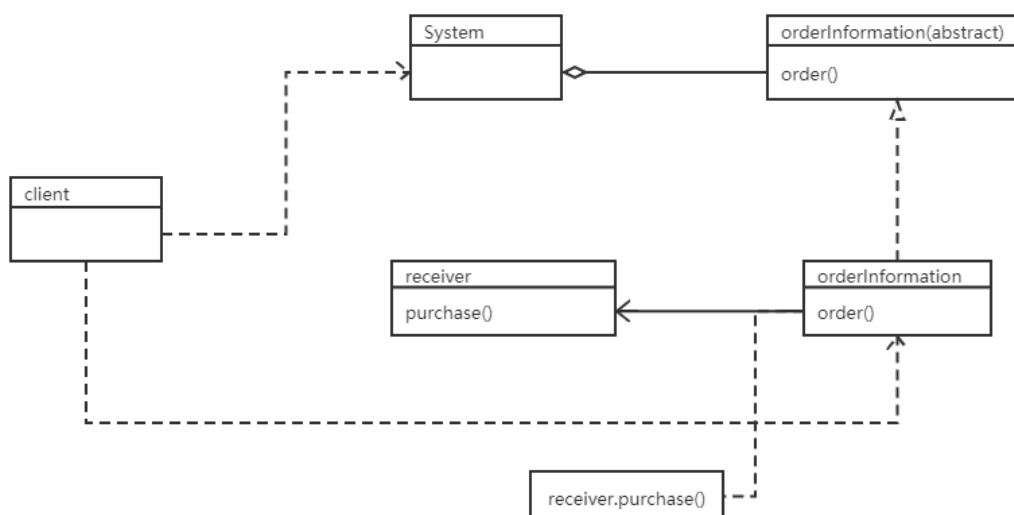 System
orderInformation(abstract)
order()
client
receiver
purchase()
orderInformation
order()
receiver.purchase()